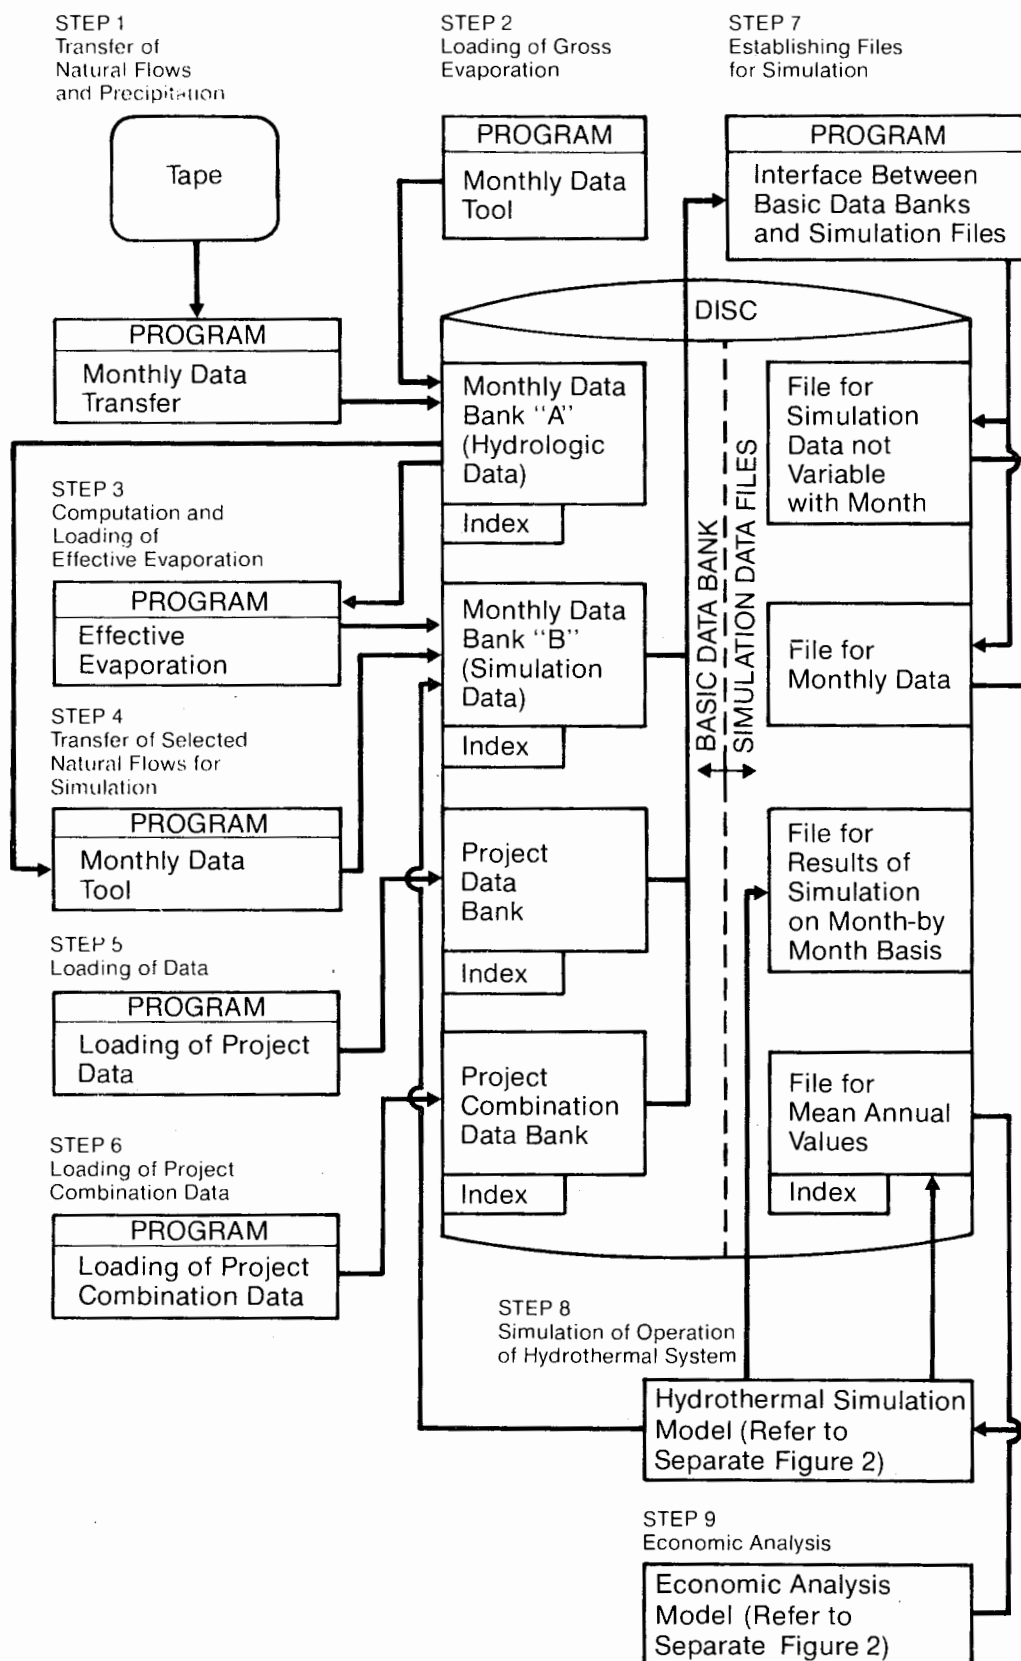 STEP 1
Transfer of
Natural Flows
and Precipitation
Tape
PROGRAM
Monthly Data
Transfer
STEP 2
Loading of Gross
Evaporation
PROGRAM
Monthly Data
Tool
STEP 7
Establishing Files
for Simulation
PROGRAM
Interface Between
Basic Data Banks
and Simulation Files
DISC
Monthly Data
Bank "A"
(Hydrologic
Data)
Index
File for
Simulation
Data not
Variable
with Month
STEP 3
Computation and
Loading of
Effective Evaporation
PROGRAM
Effective
Evaporation
Monthly Data
Bank "B"
(Simulation
Data)
Index
BASIC DATA BANK
SIMULATION DATA FILES
File for
Monthly Data
STEP 4
Transfer of Selected
Natural Flows for
Simulation
PROGRAM
Monthly Data
Tool
Project
Data
Bank
Index
File for
Results of
Simulation
on Month-by
Month Basis
STEP 5
Loading of Data
PROGRAM
Loading of Project
Data
Project
Combination
Data Bank
Index
File for
Mean Annual
Values
Index
STEP 6
Loading of Project
Combination Data
PROGRAM
Loading of Project
Combination Data
STEP 8
Simulation of Operation
of Hydrothermal System
Hydrothermal Simulation
Model (Refer to
Separate Figure 2)
STEP 9
Economic Analysis
Economic Analysis
Model (Refer to
Separate Figure 2)